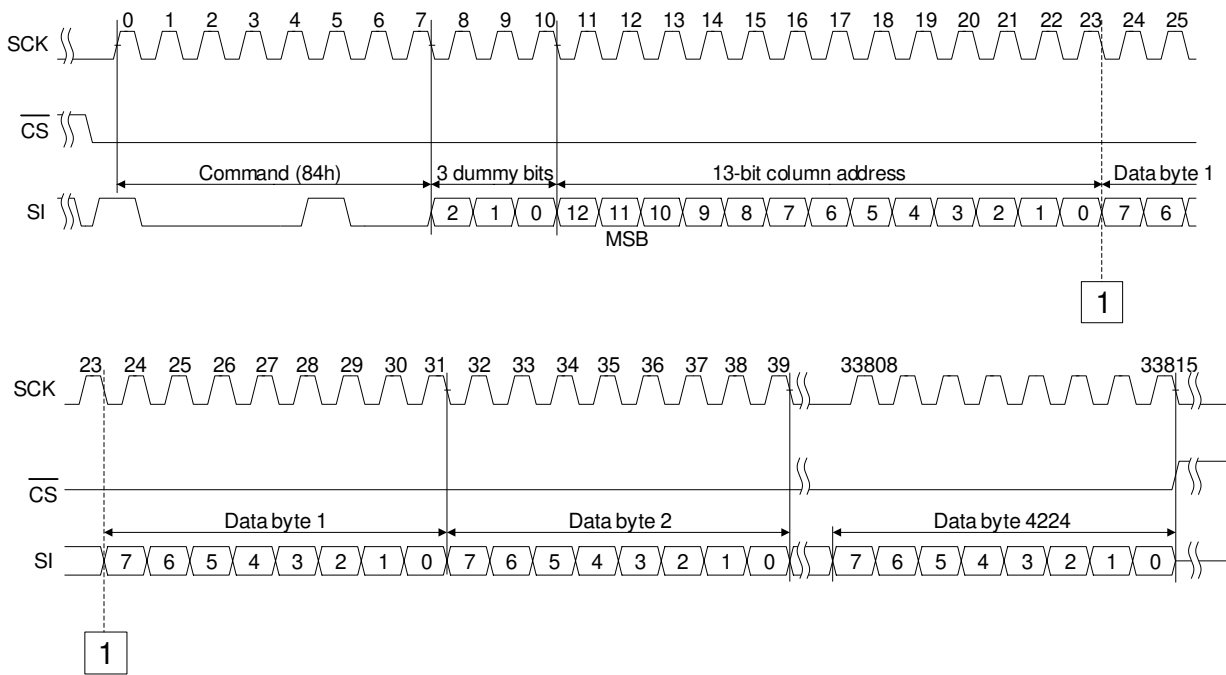 0 1 2 3 4 5 6 7 8 9 10 11 12 13 14 15 16 17 18 19 20 21 22 23 24 25
SCK
CS
Command (84h) 3 dummy bits 13-bit column address Data byte 1
SI 2 1 0 12 11 10 9 8 7 6 5 4 3 2 1 0 7 6
MSB
1
23 24 25 26 27 28 29 30 31 32 33 34 35 36 37 38 39 33808 33815
SCK
CS
Data byte 1 Data byte 2 Data byte 4224
SI 7 6 5 4 3 2 1 0 7 6 5 4 3 2 1 0 7 6 5 4 3 2 1 0
1